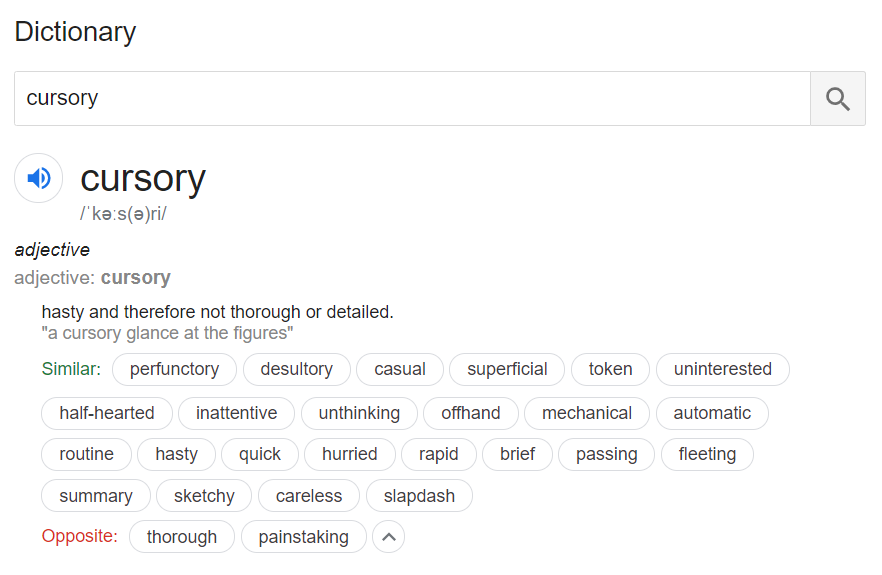 Dictionary
cursory
cursory
/ˈkəːs(ə)ri/
adjective
adjective: cursory
hasty and therefore not thorough or detailed.
"a cursory glance at the figures"
Similar: perfunctory desultory casual superficial token uninterested
half-hearted inattentive unthinking offhand mechanical automatic
routine hasty quick hurried rapid brief passing fleeting
summary sketchy careless slapdash
Opposite: thorough painstaking